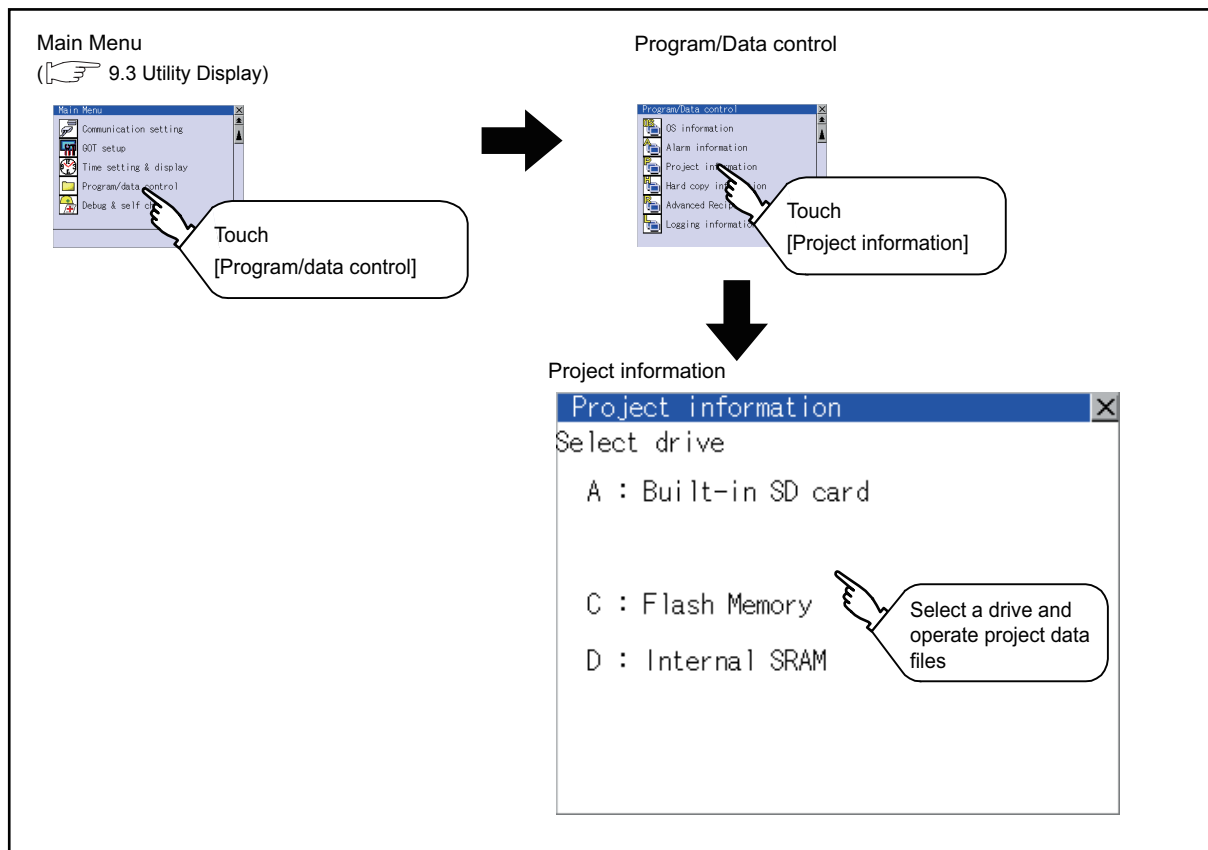 Main Menu
( 9.3 Utility Display)
Main Menu
Communication setting
GOT setup
Time setting & display
Program/data control
Debug & self
Touch
[Program/data control]
Program/Data control
Program/Data control
OS information
Alarm information
Project information
Hard copy
Advanced
Logging information
Touch
[Project information]
Project information
Project information
Select drive
A : Built-in SD card
C : Flash Memory
D : Internal SRAM
Select a drive and
operate project data
files